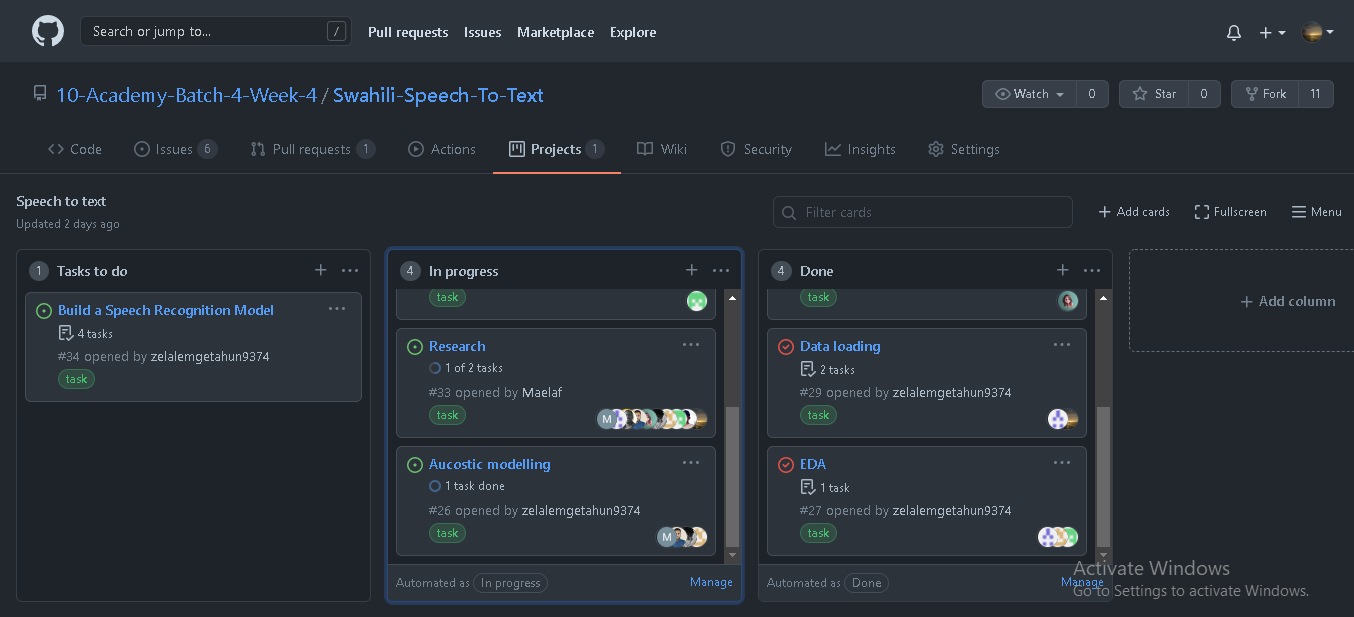 Search or jump to... /
Pull requests Issues Marketplace Explore
10-Academy-Batch-4-Week-4 / Swahili-Speech-To-Text
Watch 0 Star 0 Fork 11
Code Issues 6 Pull requests 1 Actions Projects 1 Wiki Security Insights Settings
Speech to text
Updated 2 days ago
Filter cards
Add cards Fullscreen Menu
1 Tasks to do
Build a Speech Recognition Model
4 tasks
#34 opened by zelalemgetahun9374
task
4 In progress
task
Research
1 of 2 tasks
#33 opened by Maelaf
task
M
Aucostic modelling
1 task done
#26 opened by zelalemgetahun9374
task
M
Automated as In progress Manage
4 Done
task
Data loading
2 tasks
#29 opened by zelalemgetahun9374
task
EDA
1 task
#27 opened by zelalemgetahun9374
task
Automated as Done Manage
Add column
Activate Windows
Go to Settings to activate Windows.